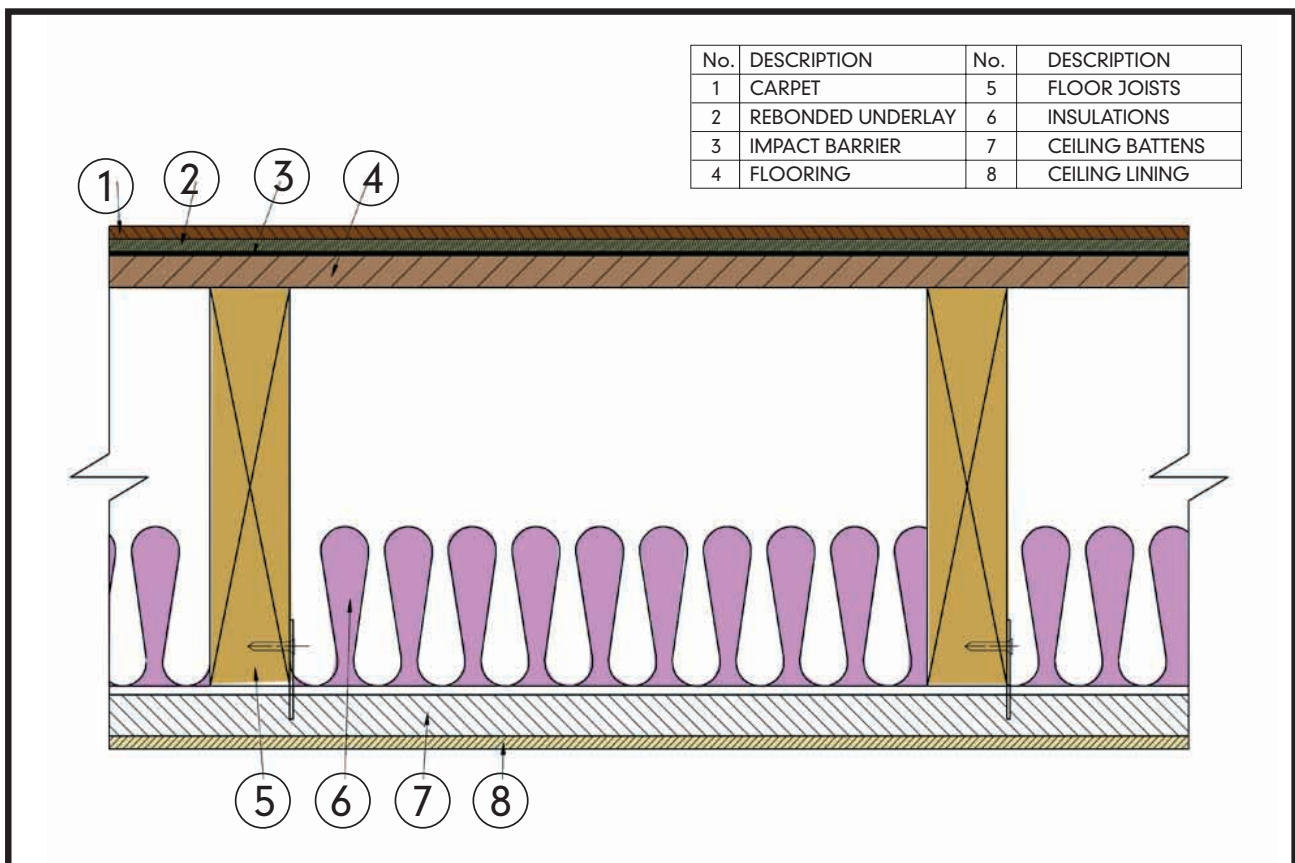 No. DESCRIPTION No. DESCRIPTION
1 CARPET 5 FLOOR JOISTS
2 REBONDED UNDERLAY 6 INSULATIONS
3 IMPACT BARRIER 7 CEILING BATTENS
4 FLOORING 8 CEILING LINING
1 2 3 4
5 6 7 8